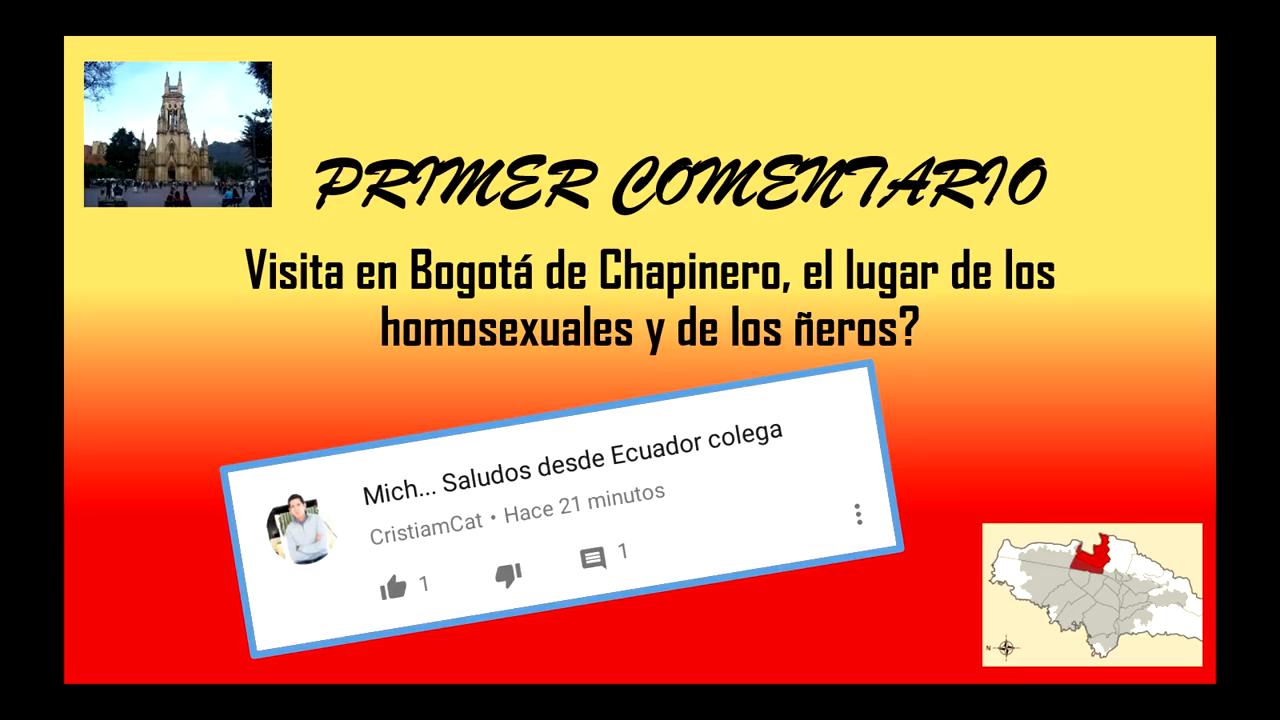 PRIMER COMENTARIO
Visita en Bogotá de Chapinero, el lugar de los
homosexuales y de los ñeros?
Mich... Saludos desde Ecuador colega
CristiamCat • Hace 21 minutos
1 1
N